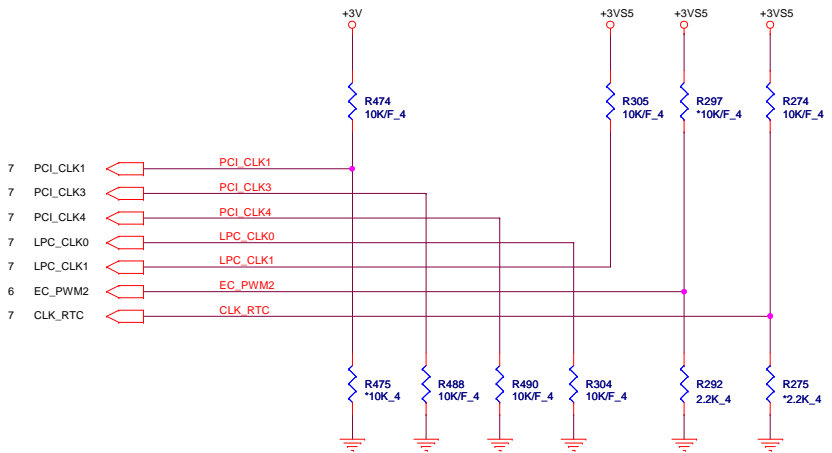 +3V
+3VS5
+3VS5
+3VS5
R474
10K/F_4
R305
10K/F_4
R297
*10K/F_4
R274
10K/F_4
7 PCI_CLK1 PCI_CLK1
7 PCI_CLK3 PCI_CLK3
7 PCI_CLK4 PCI_CLK4
7 LPC_CLK0 LPC_CLK0
7 LPC_CLK1 LPC_CLK1
6 EC_PWM2 EC_PWM2
7 CLK_RTC CLK_RTC
R475
*10K_4
R488
10K/F_4
R490
10K/F_4
R304
10K/F_4
R292
2.2K_4
R275
*2.2K_4